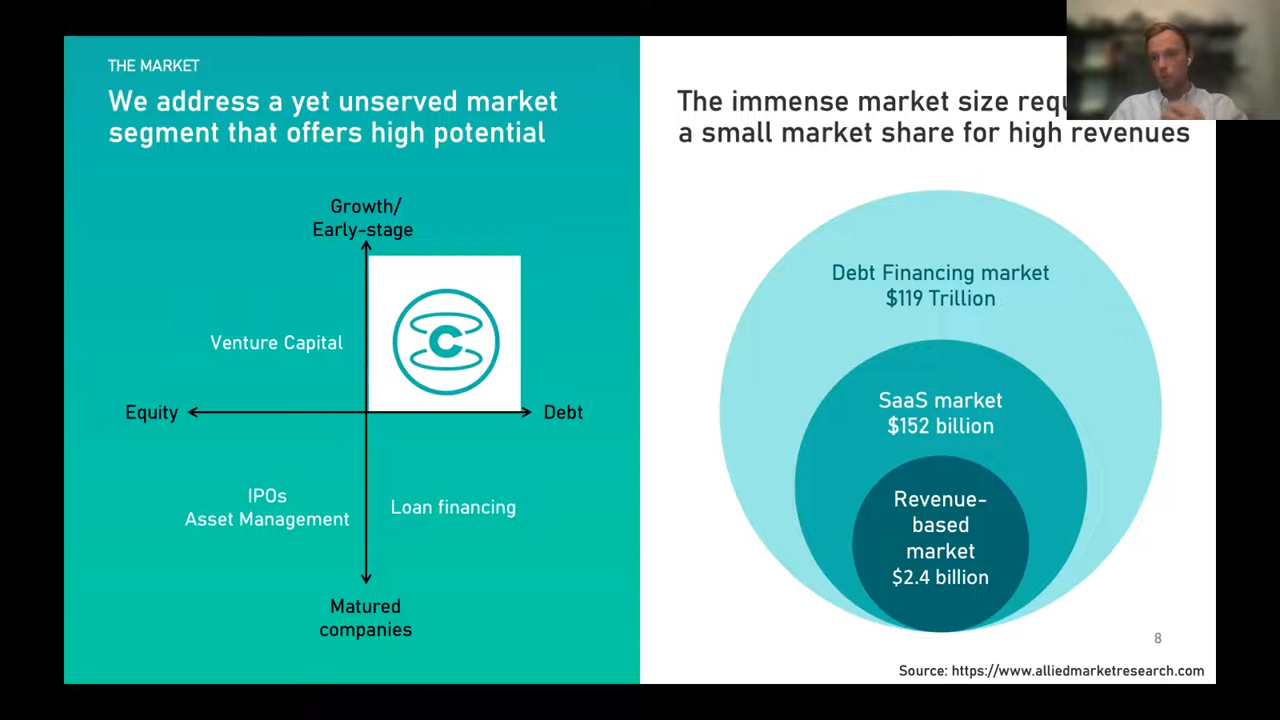 THE MARKET
We address a yet unserved market
segment that offers high potential
Growth/
Early-stage
C
Venture Capital
Equity
Debt
IPOs
Asset Management
Loan financing
Matured
companies
The immense market size
a small market share for high revenues
Debt Financing market
$119 Trillion
SaaS market
$152 billion
Revenue-
based
market
$2.4 billion
8
Source: https://www.alliedmarketresearch.com